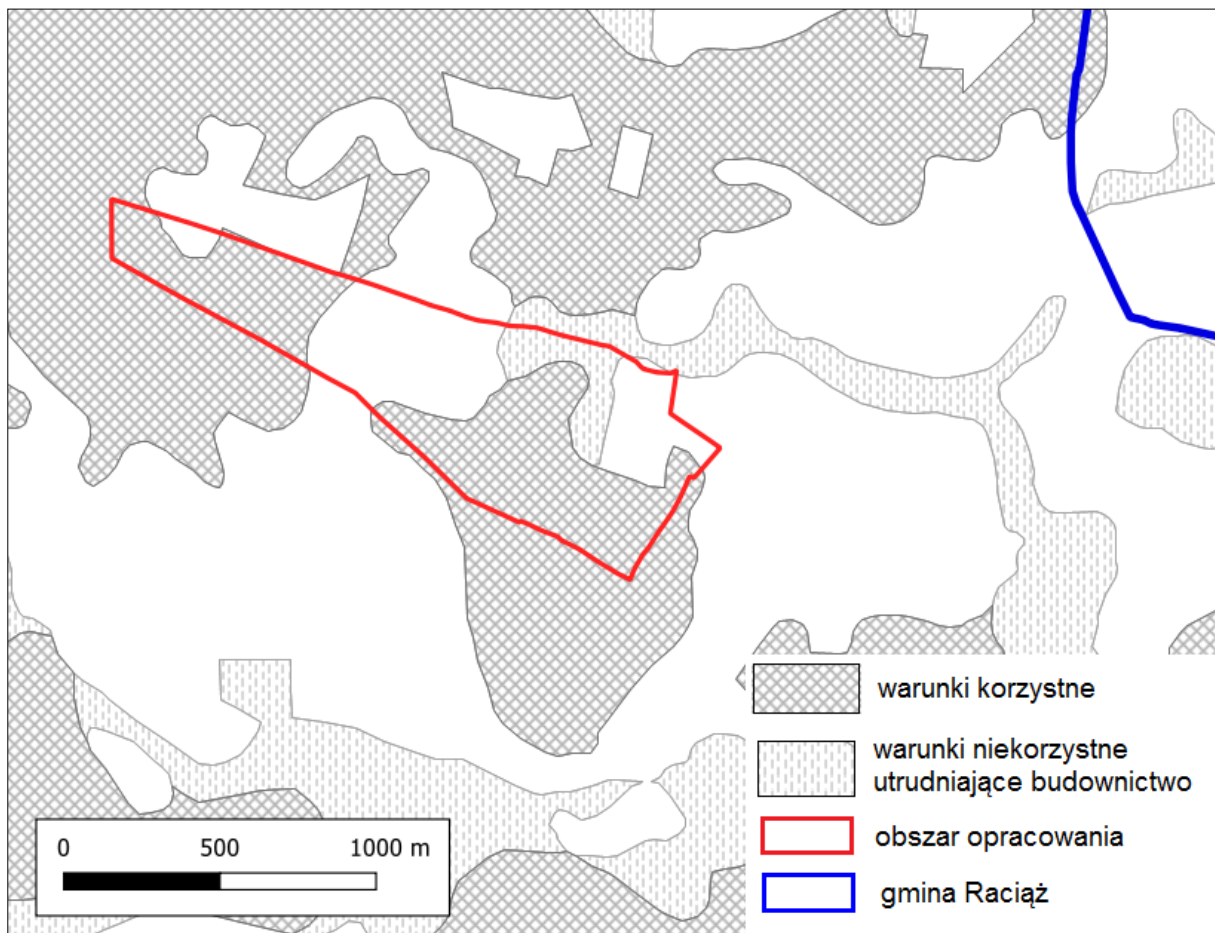 warunki korzystne
warunki niekorzystne
utrudniające budownictwo
obszar opracowania
gmina Raciąż
0 500 1000 m